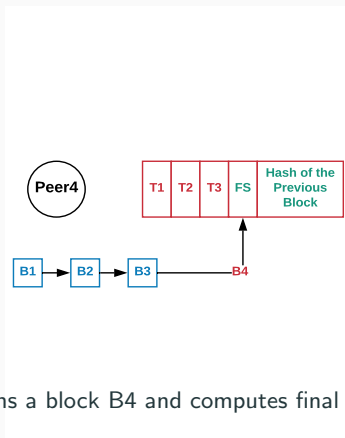 Hash of the
Previous
Block
Peer4
T1 T2 T3 FS
B1 B2 B3 B4
a block B4 and computes final